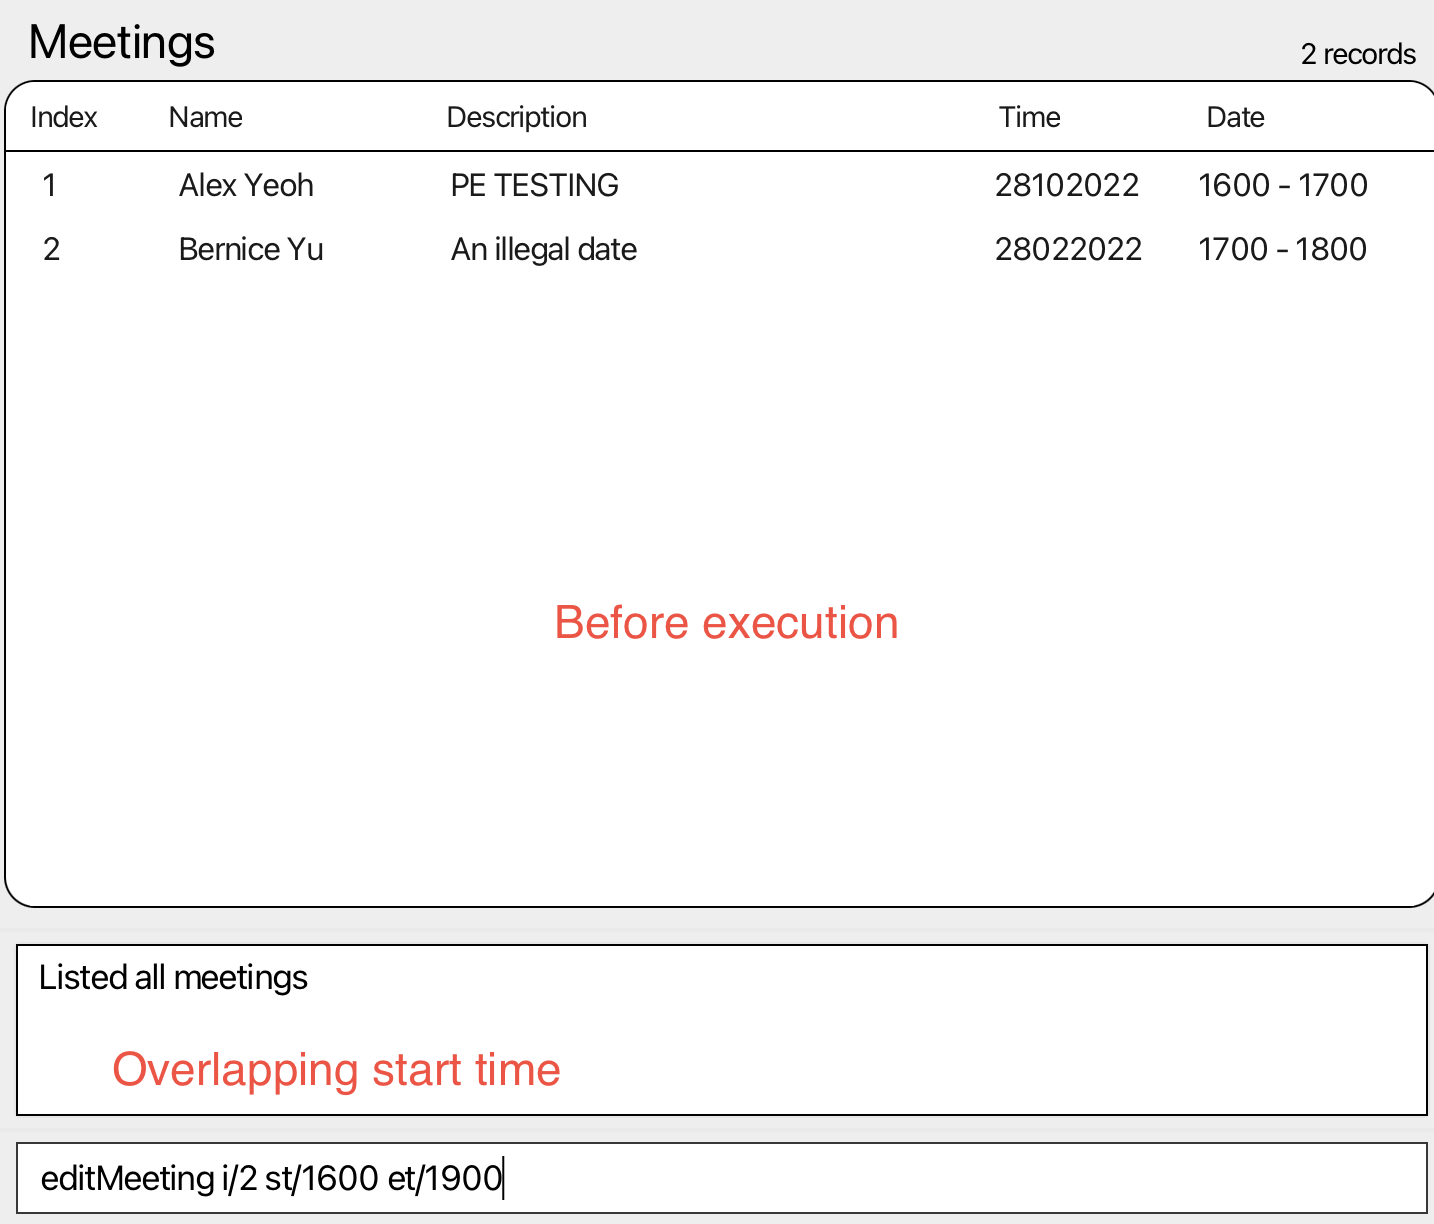 Meetings
2 records
Index Name Description Time Date
1 Alex Yeoh PE TESTING 28102022 1600 - 1700
2 Bernice Yu An illegal date 28022022 1700 - 1800
Before execution
Listed all meetings
Overlapping start time
editMeeting i/2 st/1600 et/1900